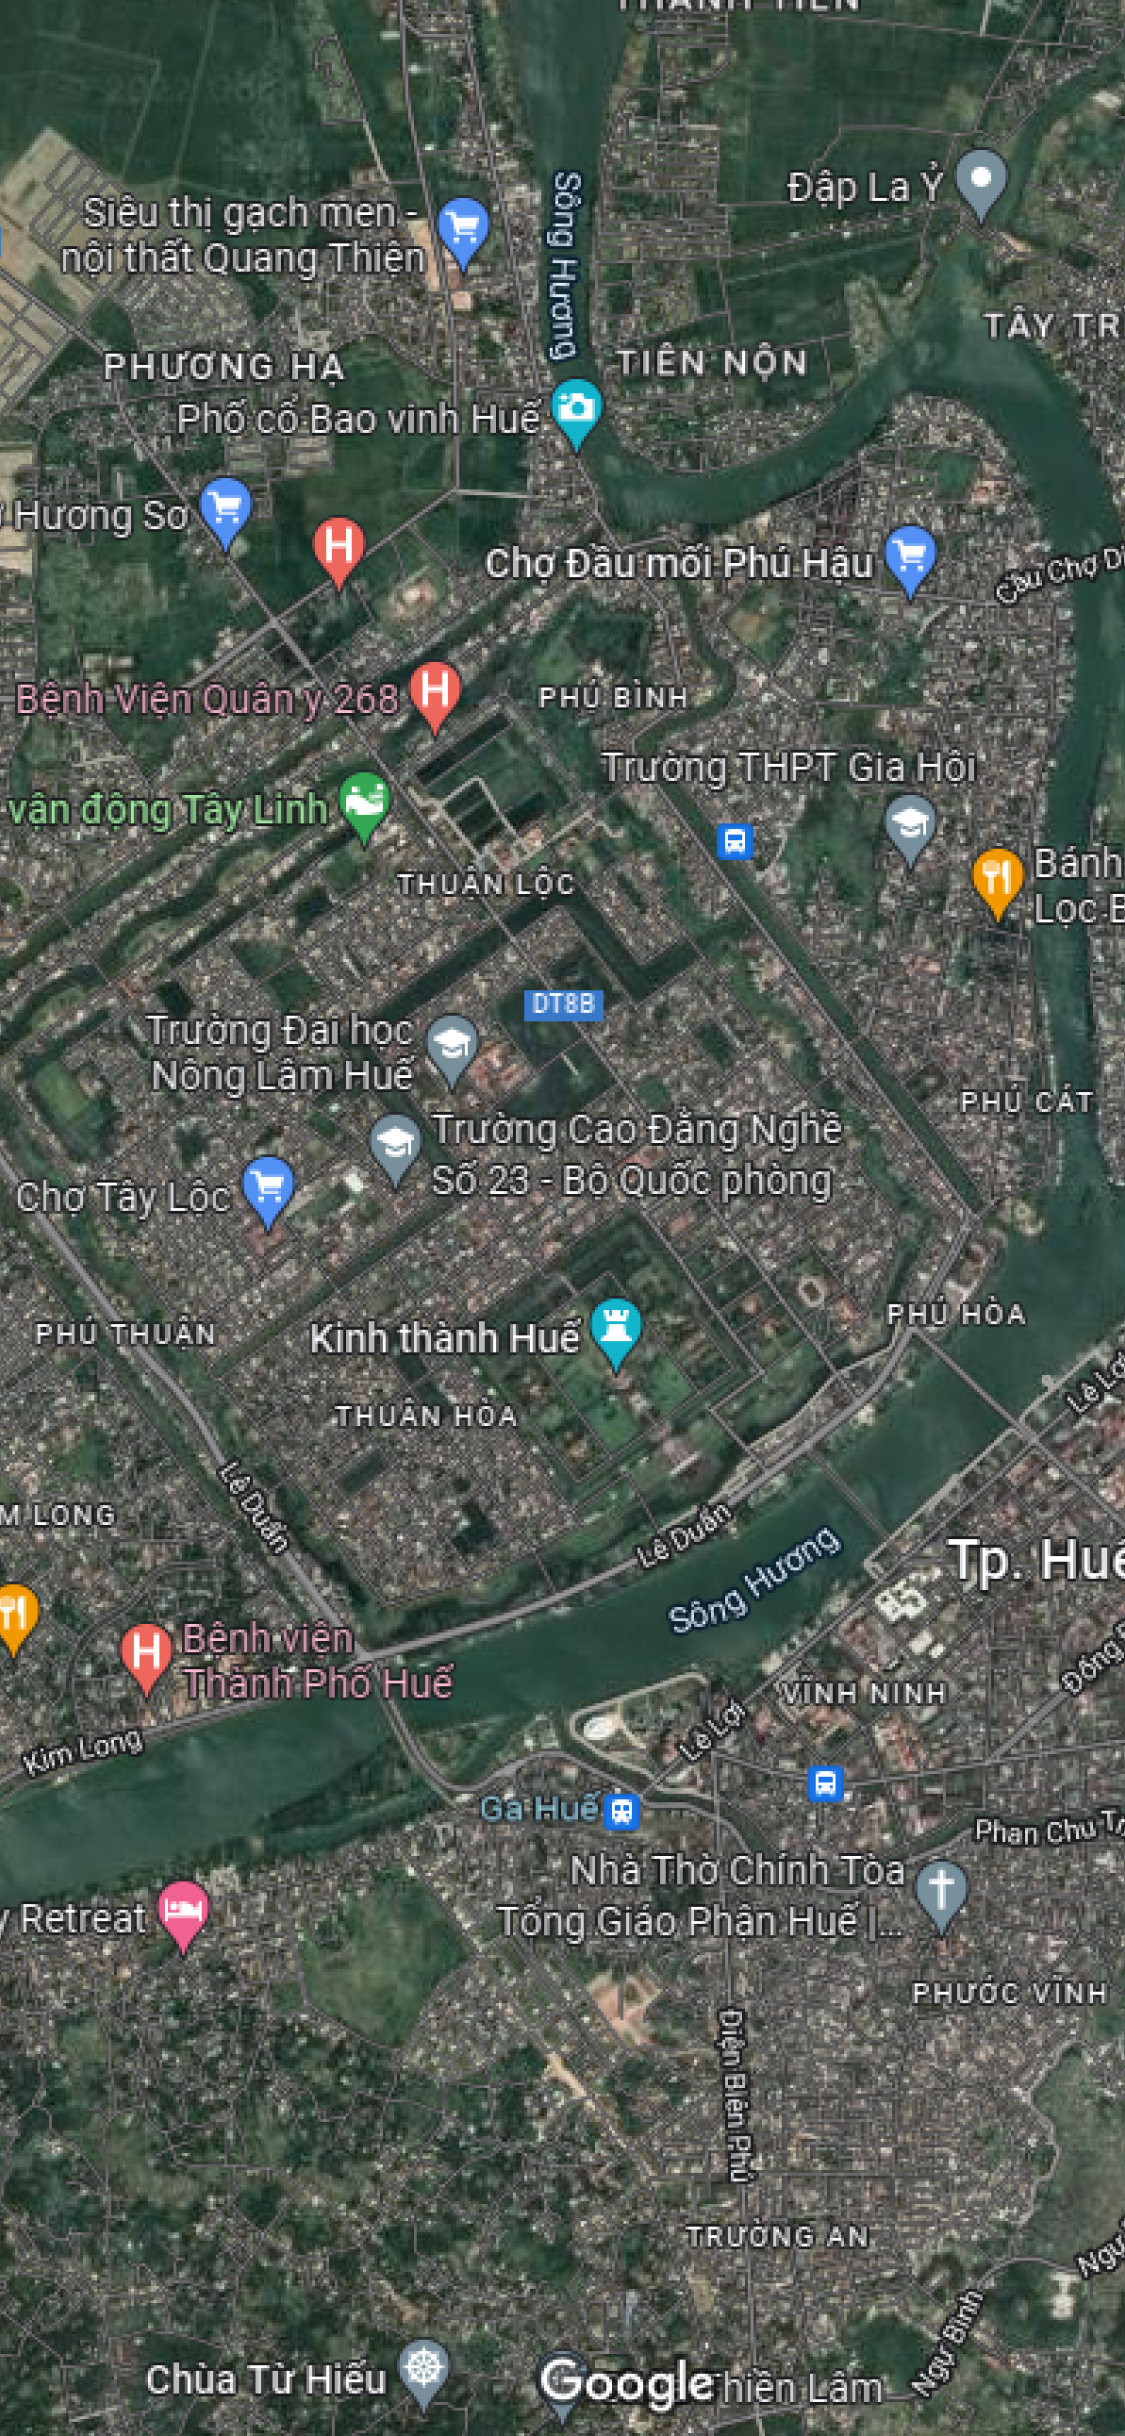 Sông Hương
Đập La Ỷ
Siêu thị gạch men -
nội thất Quang Thiện
TÂY TR
PHƯƠNG HẠ
TIÊN NỘN
Phố cổ Bao vinh Huế
Hương Sơ
Chợ Đầu mối Phú Hậu
Cầu Chợ Di
H
Bệnh Viện Quân y 268
H
PHÚ BÌNH
Trường THPT Gia Hội
vận động Tây Linh
Bánh
Lọc B
THUẬN LỘC
DT8B
Trường Đại học
Nông Lâm Huế
PHÚ CÁT
Trường Cao Đẳng Nghề
Số 23 - Bộ Quốc phòng
Chợ Tây Lộc
PHÚ HÒA
PHÚ THUẬN
Kinh thành Huế
Lê Lợi
THUẬN HÒA
Lê Duẩn
M LONG
Lê Duẩn
Tp. Huế
Sông Hương
H
Bệnh viện
Thành Phố Huế
VĨNH NINH
Đống
Lê Lợi
Kim Long
Ga Huế
Phan Chu Tr
Nhà Thờ Chính Tòa
Tổng Giáo Phận Huế |...
y Retreat
PHƯỚC VĨNH
Điện Biên Phủ
TRƯỜNG AN
Ngự
Ngự Bình
Chùa Từ Hiếu
Google
Thiền Lâm